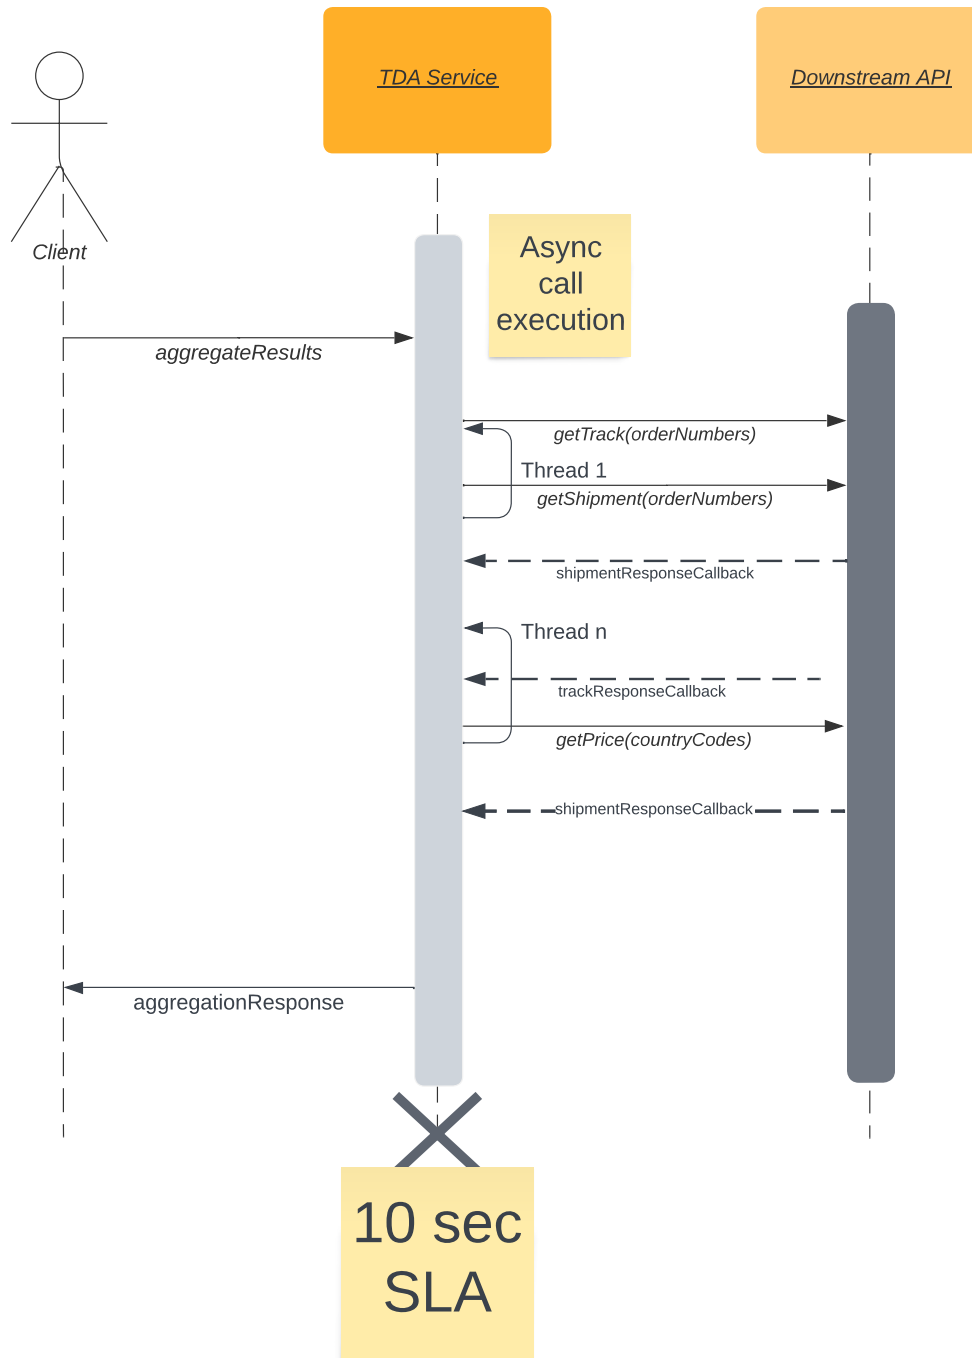 TDA Service
Downstream API
Client
Async
call
execution
aggregateResults
getTrack(orderNumbers)
Thread 1
getShipment(orderNumbers)
shipmentResponseCallback
Thread n
trackResponseCallback
getPrice(countryCodes)
shipmentResponseCallback
aggregationResponse
10 sec
SLA